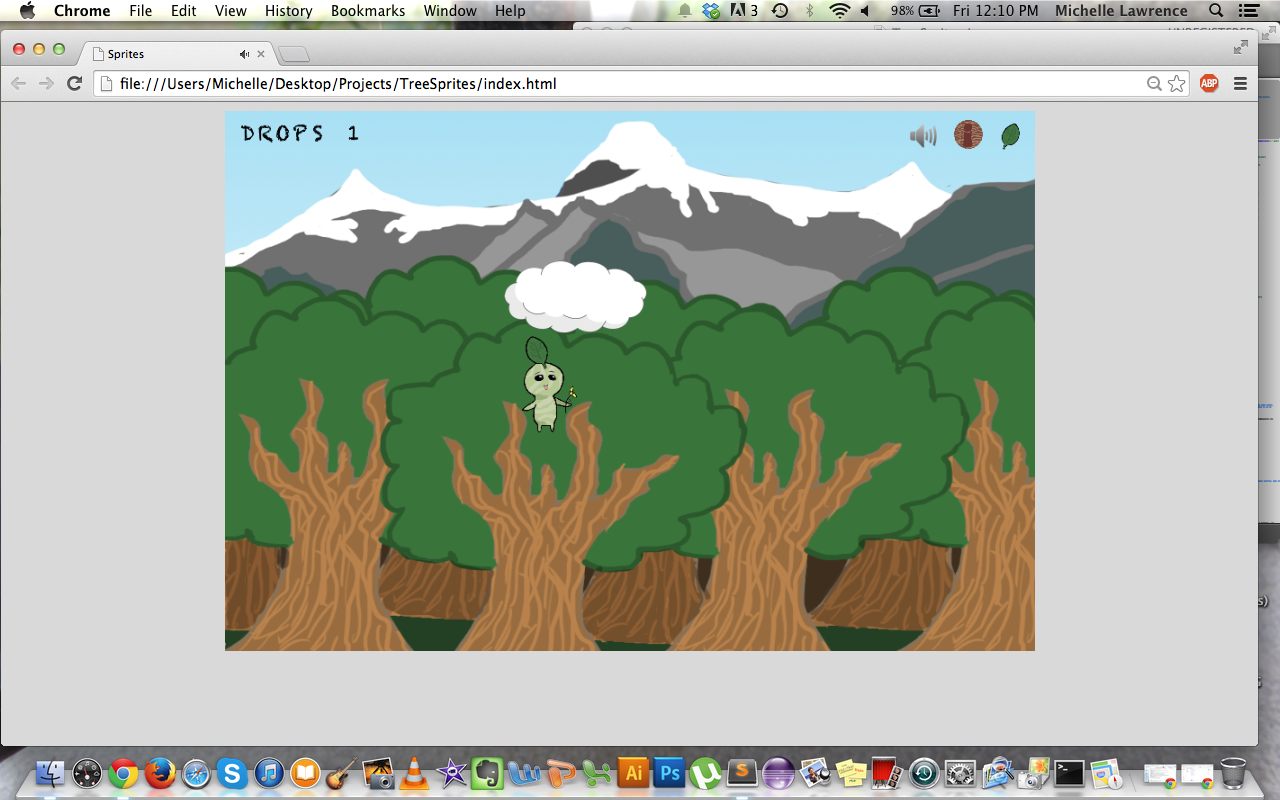 Chrome File Edit View History Bookmarks Window Help 3 98% Fri 12:10 PM Michelle Lawrence
Sprites
file:///Users/Michelle/Desktop/Projects/TreeSprites/index.html ABP
DROPS 1
Ai Ps S